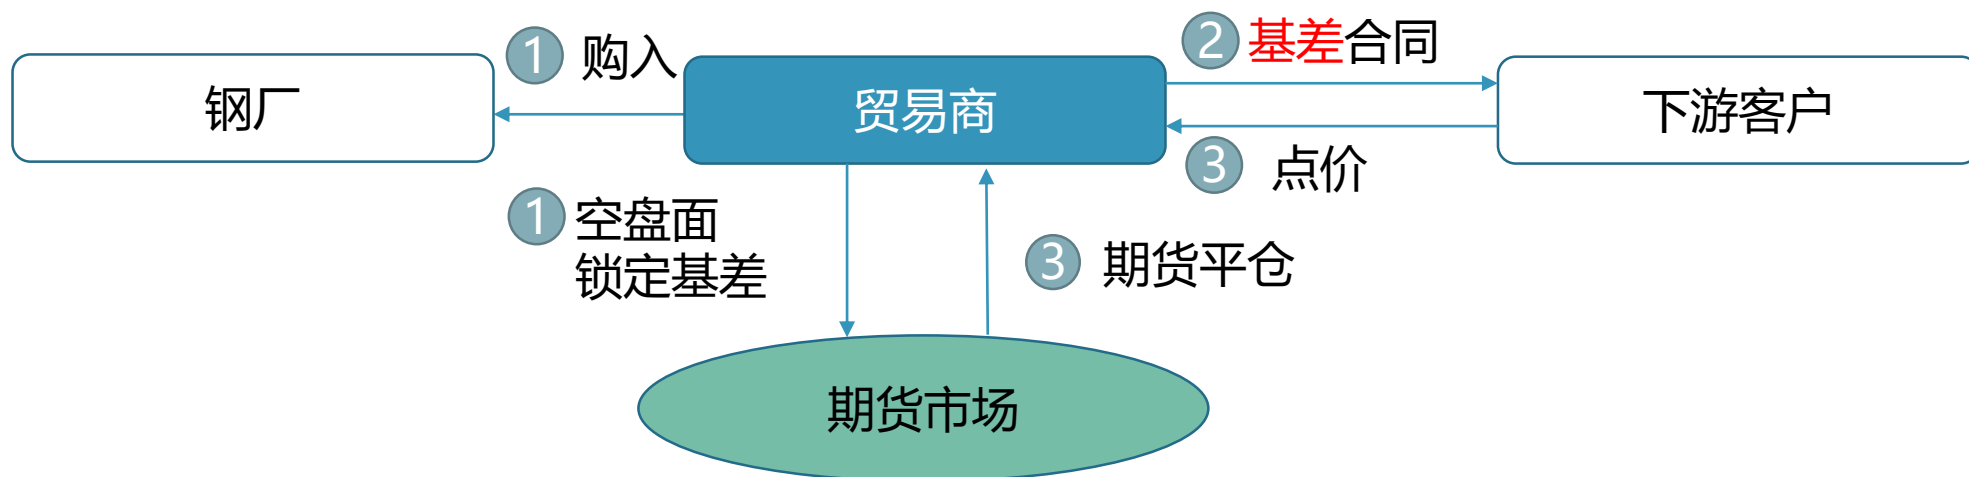 钢厂
① 购入
贸易商
② 基差合同
下游客户
③ 点价
① 空盘面
锁定基差
③ 期货平仓
期货市场